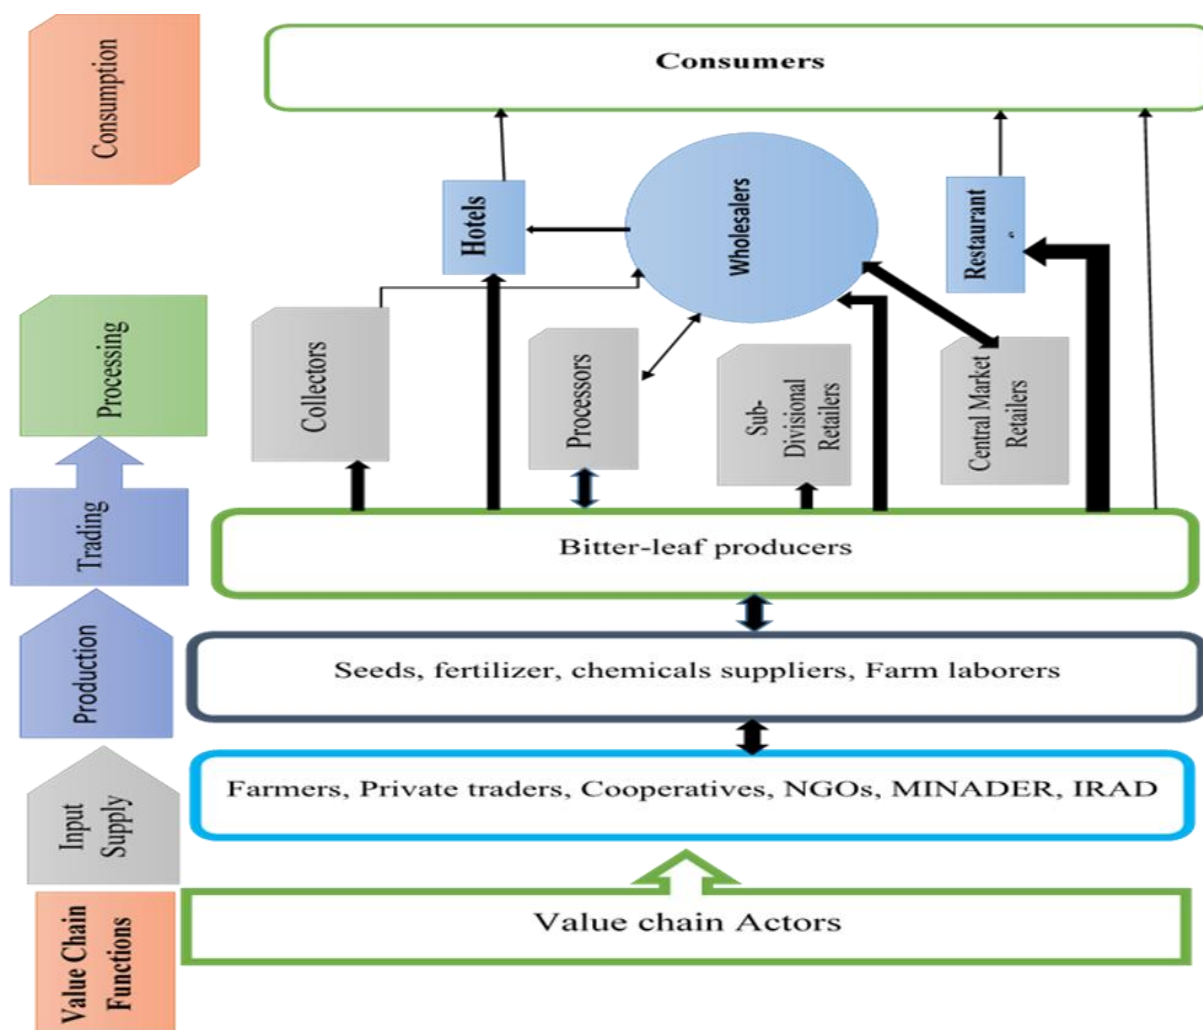 Consumers
Consumption
Hotels
Wholesalers
Restaurant
Processing
Collectors
Processors
Sub-
Divisional
Retailers
Central Market
Retailers
Trading
Bitter-leaf producers
Production
Seeds, fertilizer, chemicals suppliers, Farm laborers
Input
Supply
Farmers, Private traders, Cooperatives, NGOs, MINADER, IRAD
Value Chain
Functions
Value chain Actors